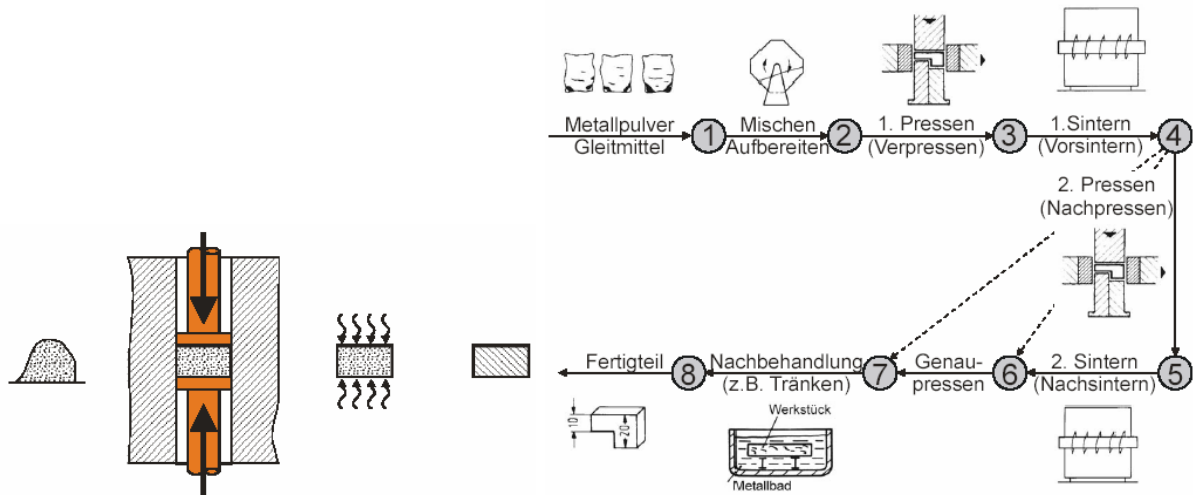 Metallpulver
Gleitmittel
1
Mischen
Aufbereiten
2
1. Pressen
(Verpressen)
3
1.Sintern
(Vorsintern)
4
2. Pressen
(Nachpressen)
Fertigteil
8
Nachbehandlung
(z.B. Tränken)
7
Genau-
pressen
6
2. Sintern
(Nachsintern)
5
10
20
Werkstück
Metallbad